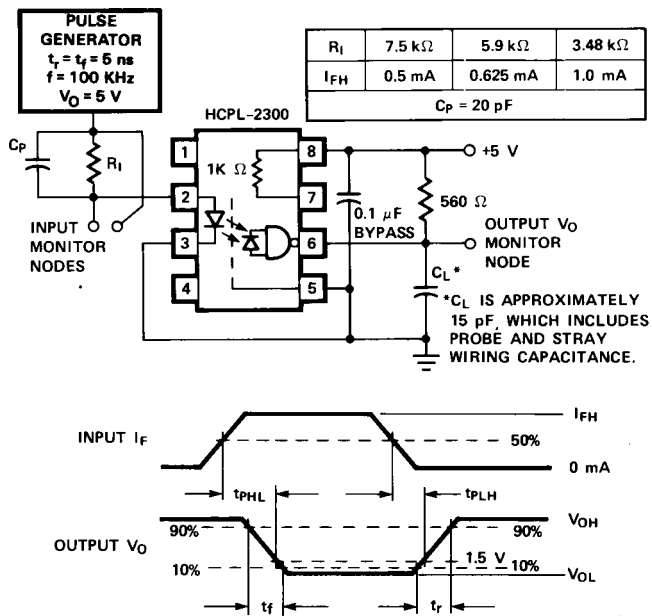 PULSE
GENERATOR
tr = tf = 5 ns
f = 100 KHz
VO = 5 V
RI 7.5 kΩ 5.9 kΩ 3.48 kΩ
IFH 0.5 mA 0.625 mA 1.0 mA
CP = 20 pF
HCPL-2300
CP
RI
1
2
3
4
1K Ω
8
7
6
5
INPUT
MONITOR
NODES
0.1 μF
BYPASS
+5 V
560 Ω
OUTPUT VO
MONITOR
NODE
CL *
*CL IS APPROXIMATELY
15 pF, WHICH INCLUDES
PROBE AND STRAY
WIRING CAPACITANCE.
INPUT IF
IFH
50%
0 mA
tPHL
tPLH
OUTPUT VO
90%
10%
90%
1.5 V
10%
VOH
VOL
tf
tr